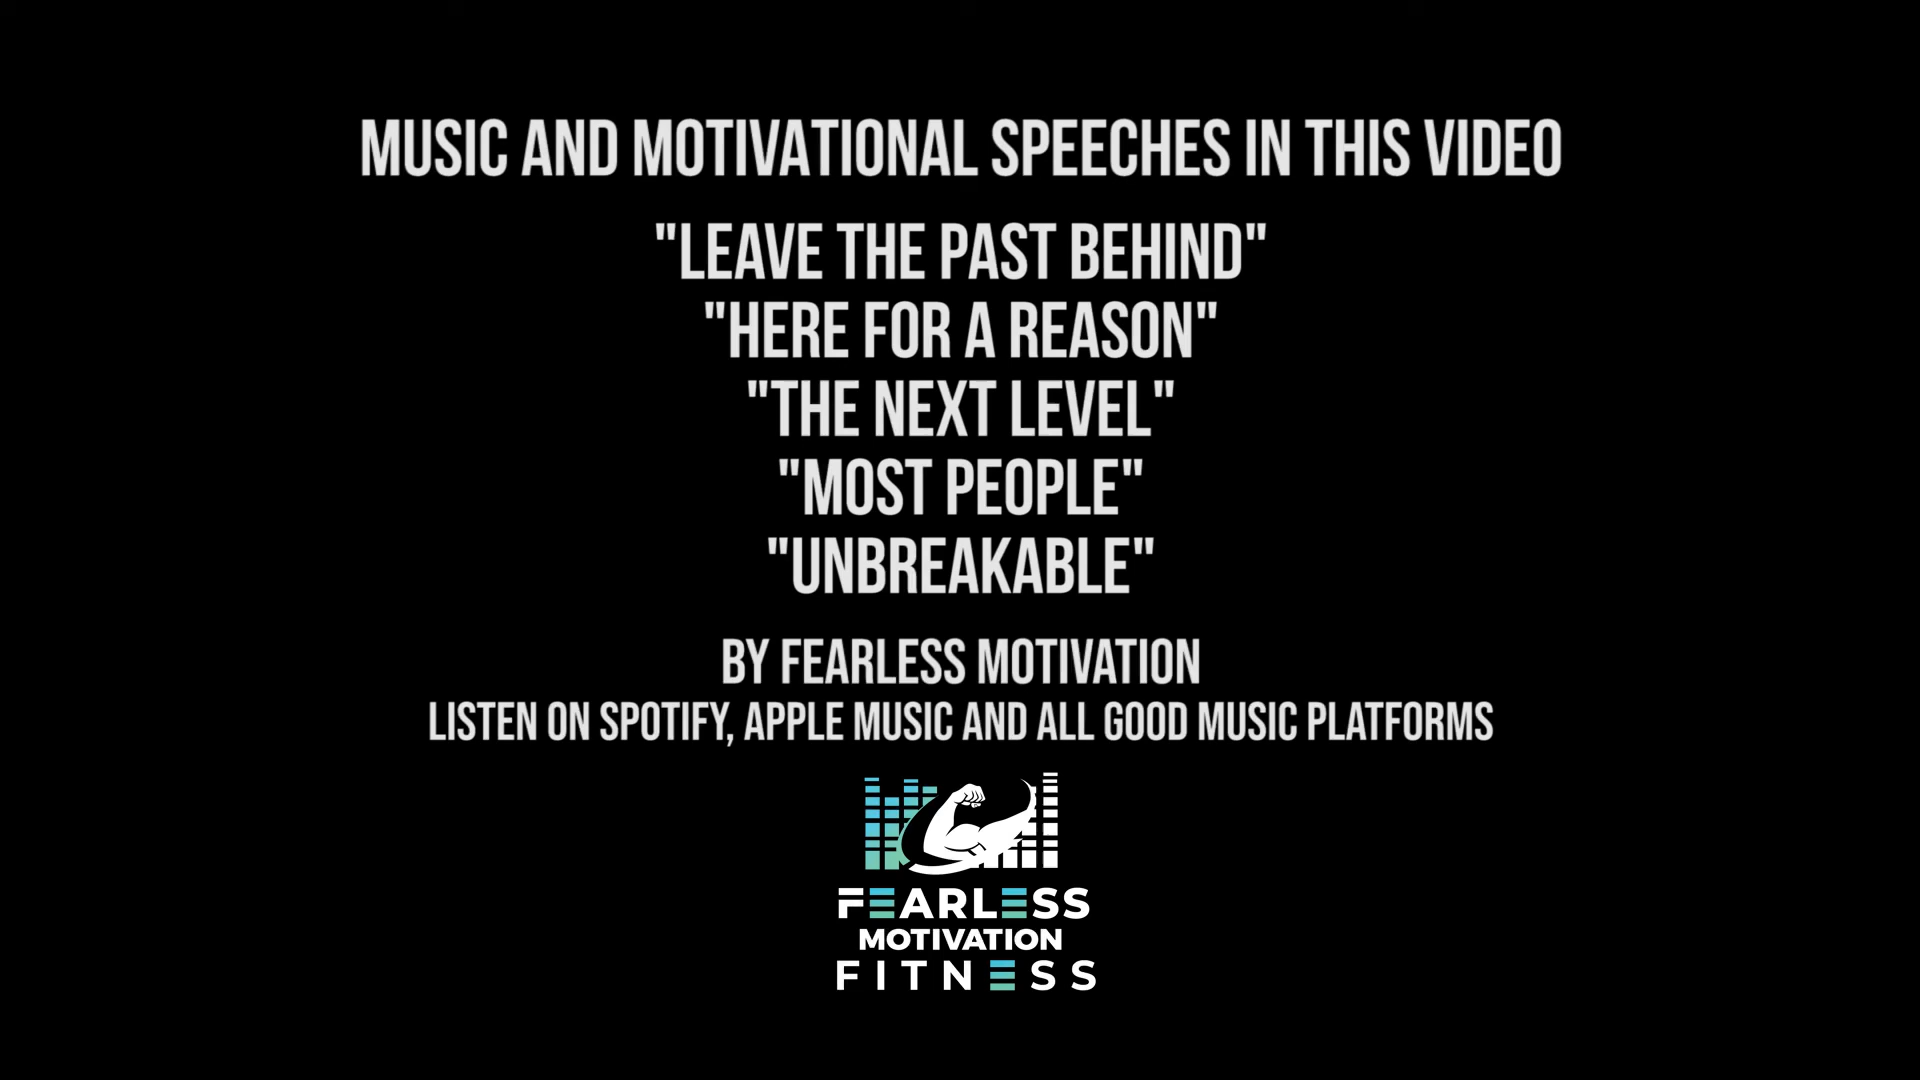 MUSIC AND MOTIVATIONAL SPEECHES IN THIS VIDEO
"LEAVE THE PAST BEHIND"
"HERE FOR A REASON"
"THE NEXT LEVEL"
"MOST PEOPLE"
"UNBREAKABLE"
BY FEARLESS MOTIVATION
LISTEN ON SPOTIFY, APPLE MUSIC AND ALL GOOD MUSIC PLATFORMS
FEARLESS
MOTIVATION
FITNESS